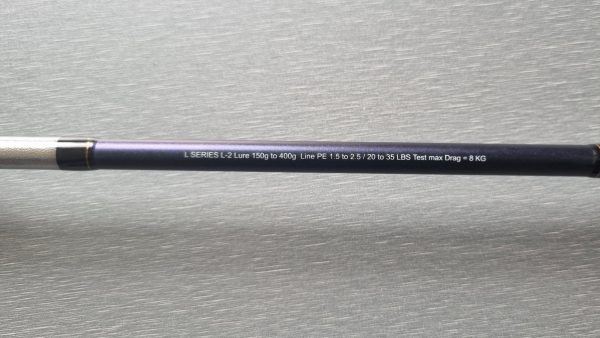 L SERIES L-2 Lure 150g to 400g Line PE 1.5 to 2.5 / 20 to 35 LBS Test max Drag = 8 KG